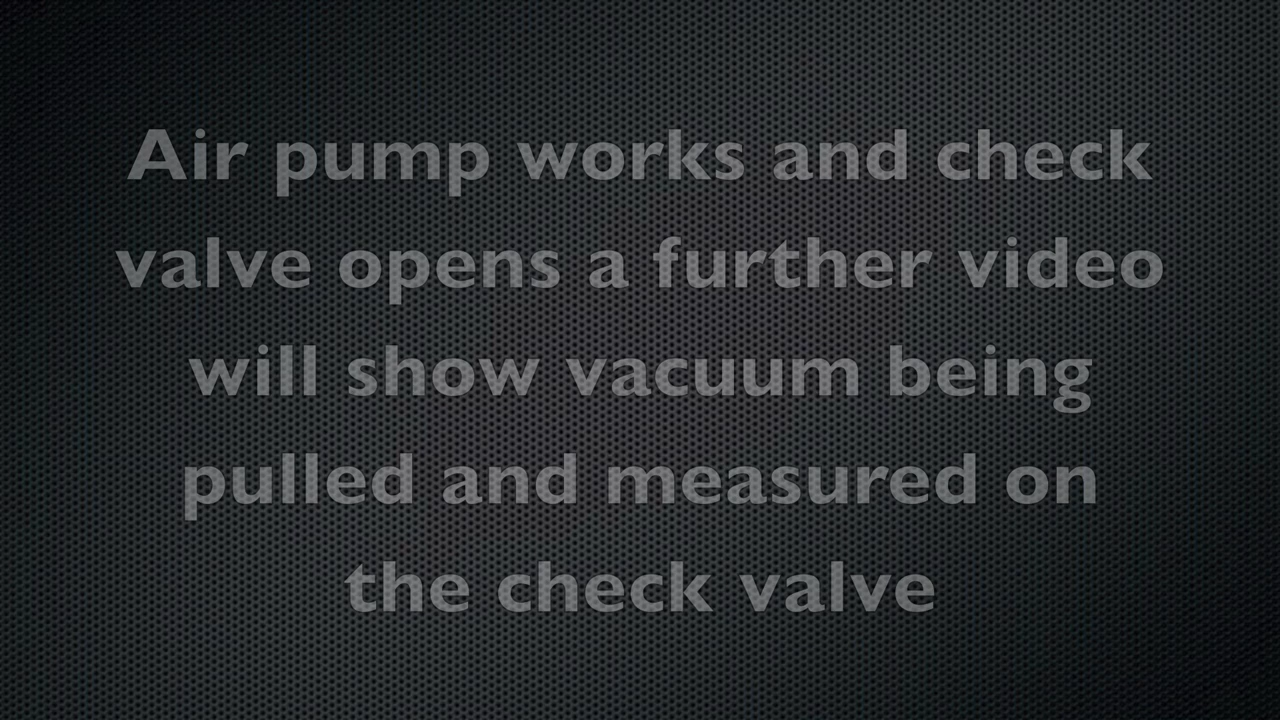 Air pump works and check
valve opens a further video
will show vacuum being
pulled and measured on
the check valve